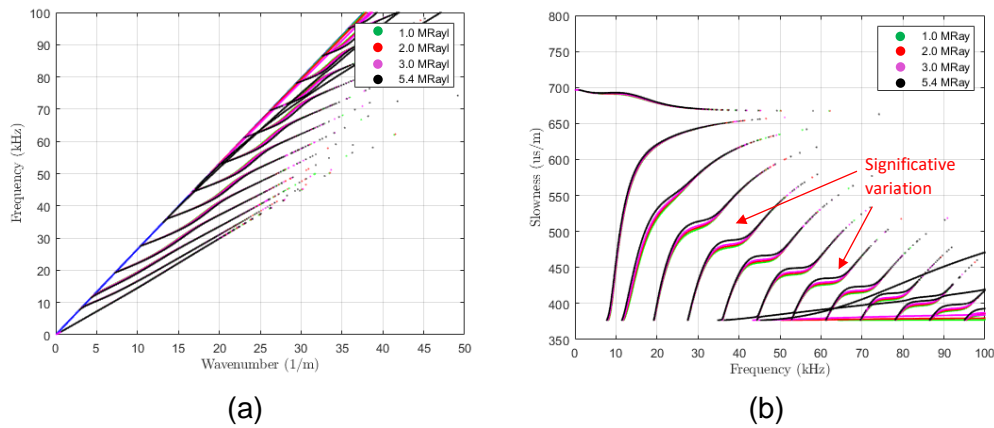 100
90
80
70
60
50
40
30
20
10
0
0
5
10
15
20
25
30
35
40
45
50
Frequency (kHz)
Wavenumber (1/m)
1.0 MRayl
2.0 MRayl
3.0 MRayl
5.4 MRayl
(a)
800
750
700
650
600
550
500
450
400
350
0
10
20
30
40
50
60
70
80
90
100
Slowness (us/m)
Frequency (kHz)
1.0 MRay
2.0 MRay
3.0 MRay
5.4 MRay
Significative
variation
(b)